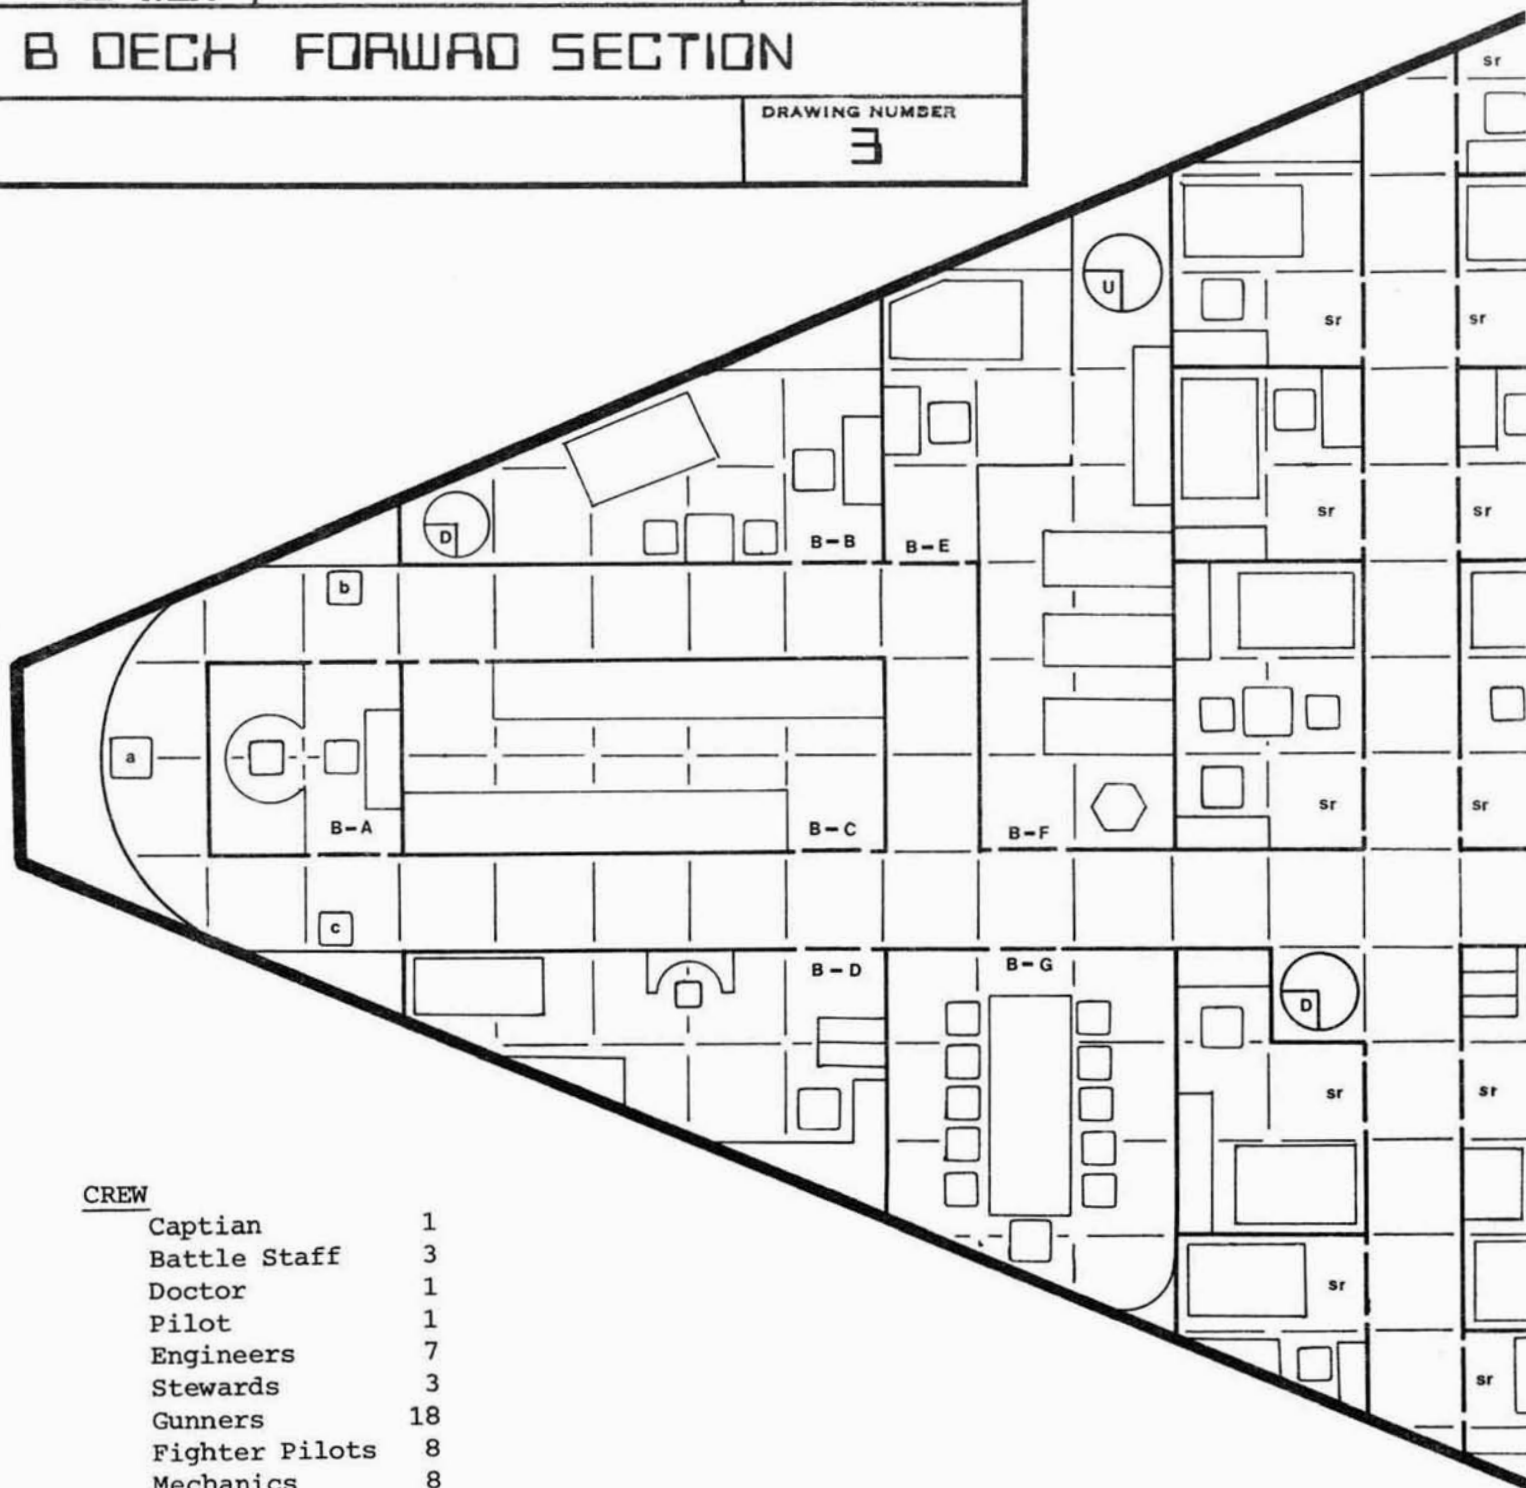 B DECK FORWAD SECTION
DRAWING NUMBER
3
sr
U
sr
sr
sr
sr
D
B-B
B-E
b
a
B-A
B-C
B-F
sr
sr
c
B-D
B-G
D
sr
sr
sr
sr
CREW
Captian 1
Battle Staff 3
Doctor 1
Pilot 1
Engineers 7
Stewards 3
Gunners 18
Fighter Pilots 8
Mechanics 8